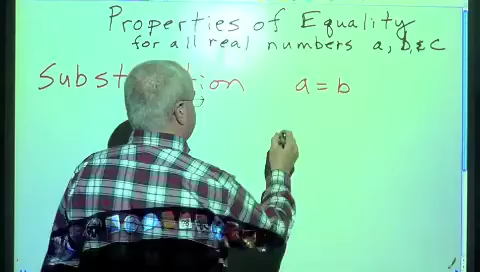 Properties of Equality
for all real numbers a, b, & c
a = b